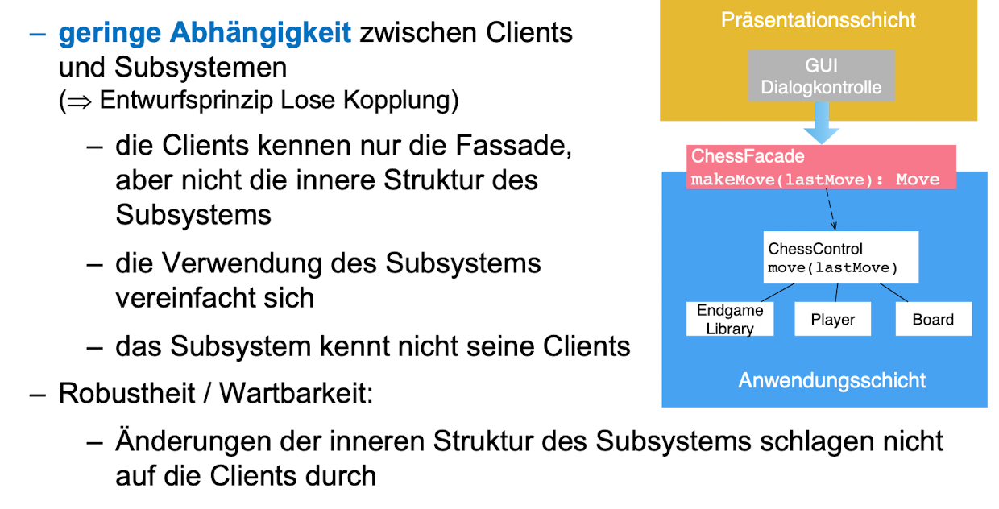 – geringe Abhängigkeit zwischen Clients
und Subsystemen
(⇒ Entwurfsprinzip Lose Kopplung)
– die Clients kennen nur die Fassade,
aber nicht die innere Struktur des
Subsystems
– die Verwendung des Subsystems
vereinfacht sich
– das Subsystem kennt nicht seine Clients
– Robustheit / Wartbarkeit:
– Änderungen der inneren Struktur des Subsystems schlagen nicht
auf die Clients durch
Präsentationsschicht
GUI
Dialogkontrolle
ChessFacade
makeMove(lastMove): Move
ChessControl
move(lastMove)
Endgame
Library
Player
Board
Anwendungsschicht